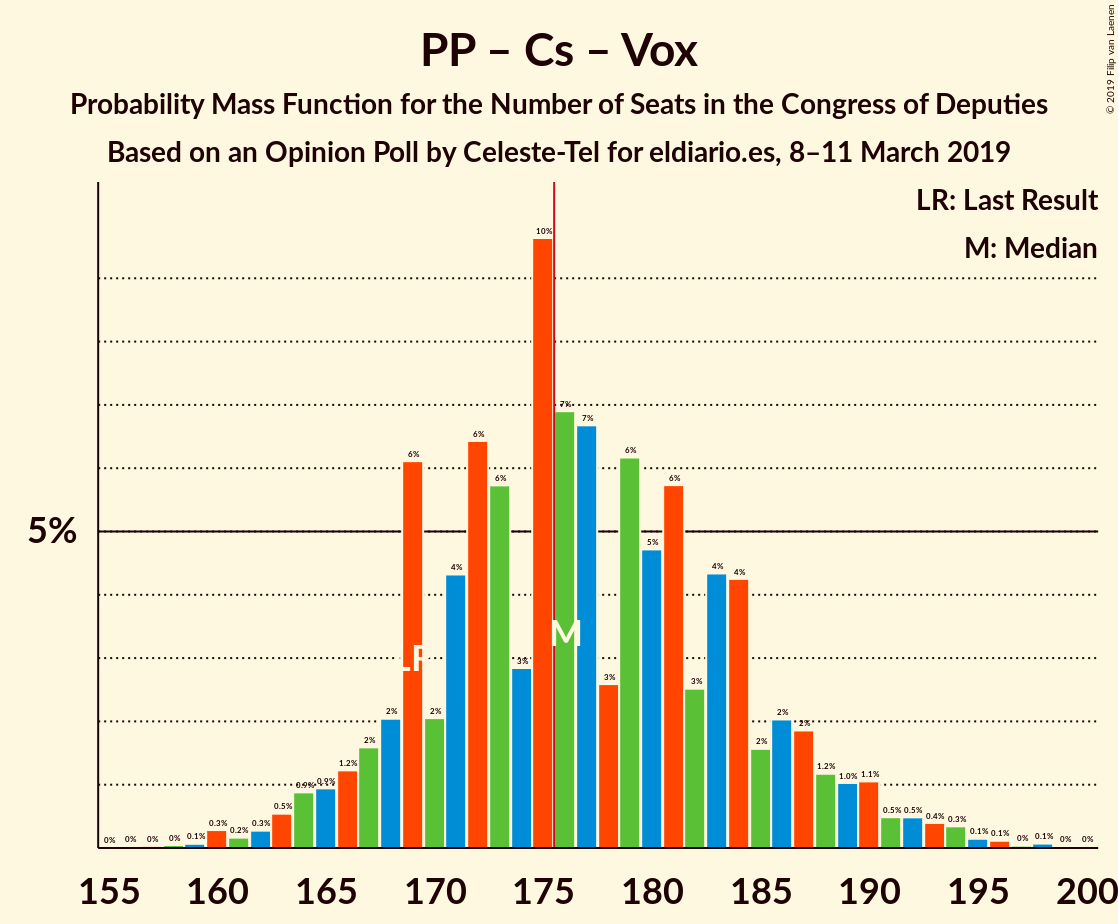 PP – Cs – Vox
Probability Mass Function for the Number of Seats in the Congress of Deputies
Based on an Opinion Poll by Celeste-Tel for eldiario.es, 8–11 March 2019
© 2019 Filip van Laenen
LR: Last Result
M: Median
5%
0% 0% 0% 0% 0.1% 0.3% 0.2% 0.3% 0.5% 0.9% 0.9% 1.2% 2% 2% 6% 2% 4% 6% 6% 3% 10% 7% 7% 3% 6% 5% 6% 3% 4% 4% 2% 2% 2% 1.2% 1.0% 1.1% 0.5% 0.5% 0.4% 0.3% 0.1% 0.1% 0% 0.1% 0% 0%
LR M
155 160 165 170 175 180 185 190 195 200